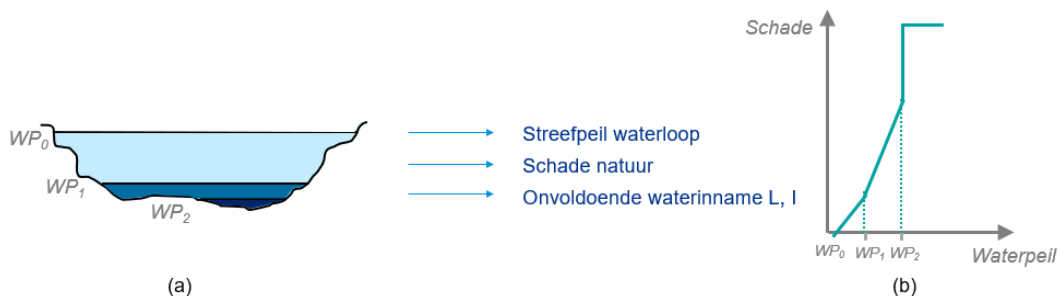 WP0
WP1
WP2
(a)
Streefpeil waterloop
Schade natuur
Onvoldoende waterinname L, I
Schade
WP0
WP1
WP2
Waterpeil
(b)